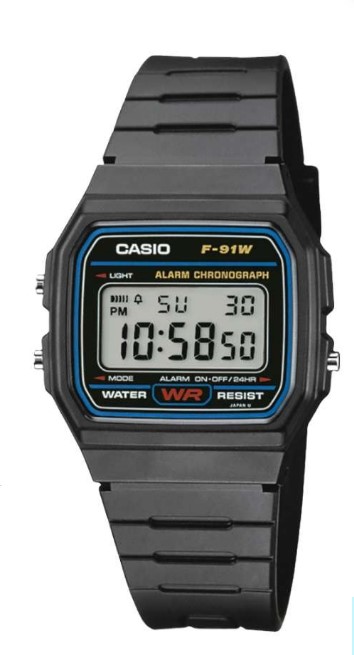 CASIO F-91W
LIGHT ALARM CHRONOGRAPH
SU 30
PM
10:58 50
MODE ALARM ON·OFF/24HR
WATER WR RESIST
JAPAN U